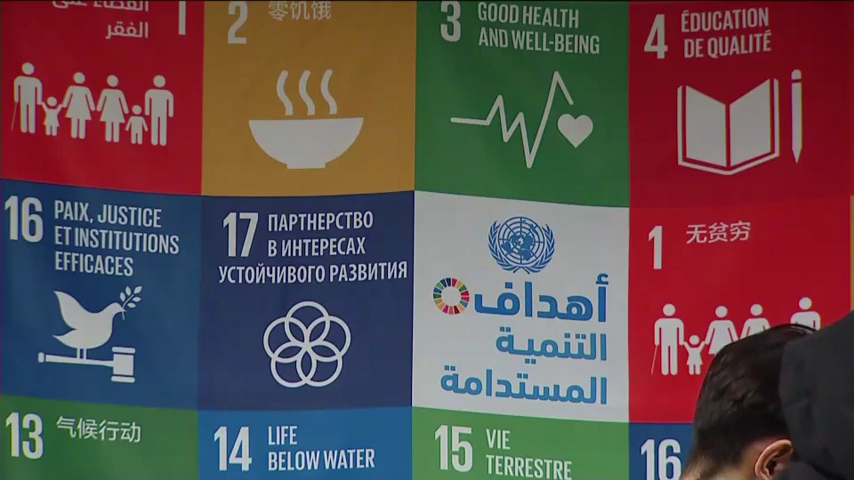 1 القضاء على
الفقر
2 零饥饿
3 GOOD HEALTH
AND WELL-BEING
4 ÉDUCATION
DE QUALITÉ
16 PAIX, JUSTICE
ET INSTITUTIONS
EFFICACES
17 ПАРТНЕРСТВО
В ИНТЕРЕСАХ
УСТОЙЧИВОГО РАЗВИТИЯ
أهداف
التنمية
المستدامة
1 无贫穷
13 气候行动
14 LIFE
BELOW WATER
15 VIE
TERRESTRE
16